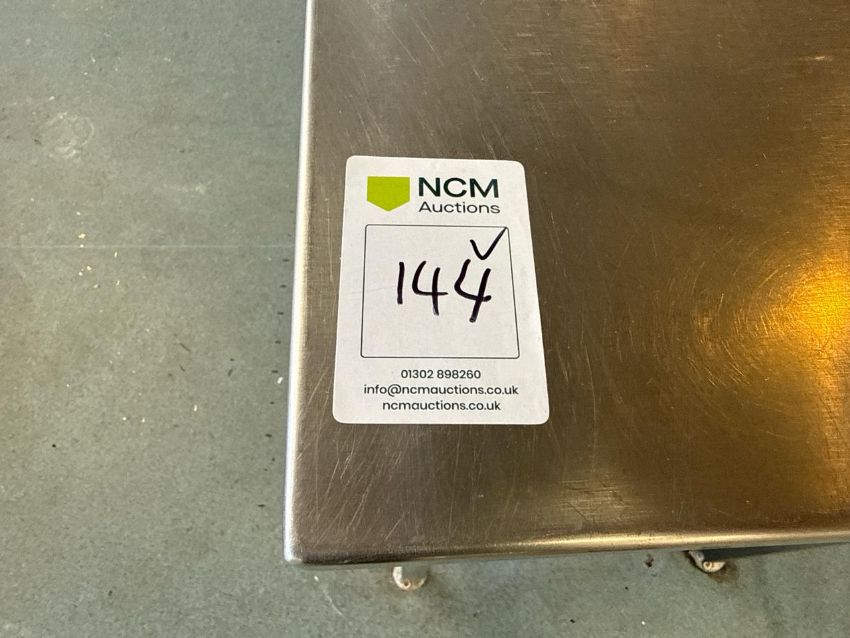 NCM
Auctions
144
01302 898260
info@ncmauctions.co.uk
ncmauctions.co.uk